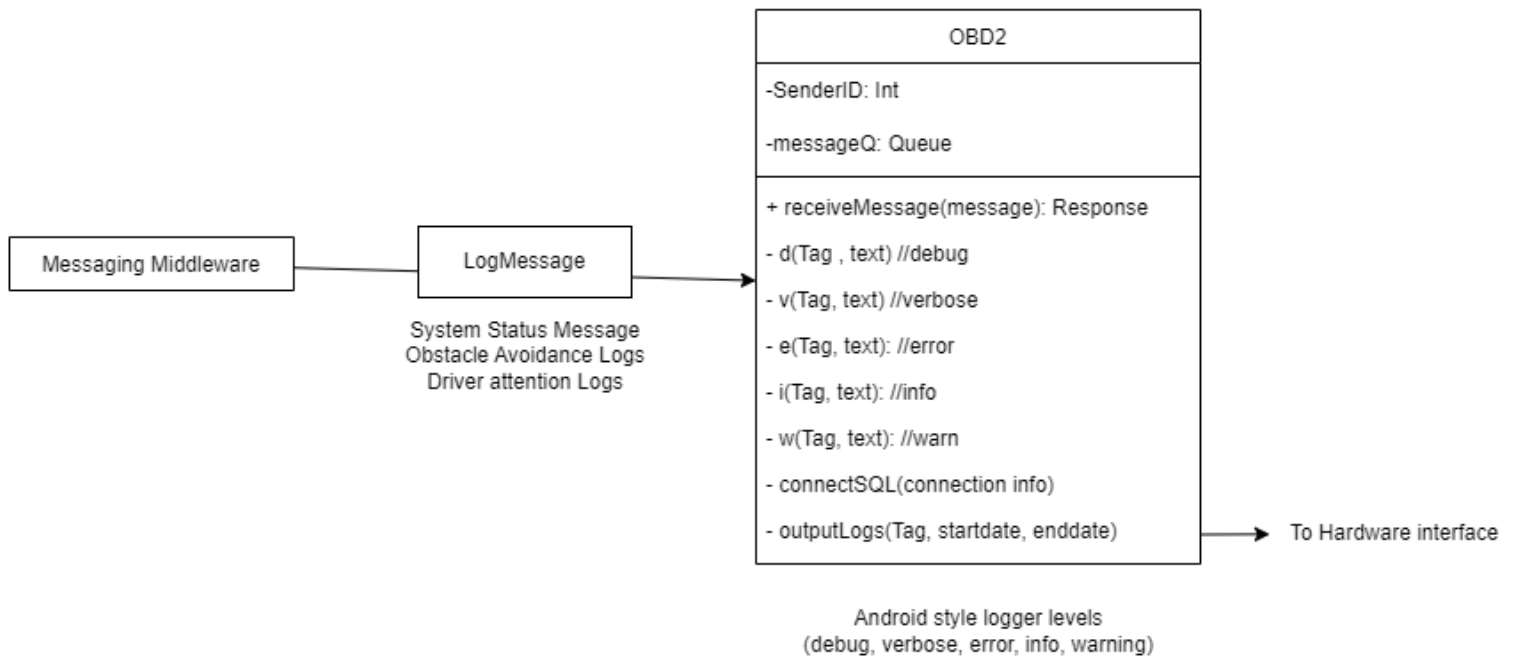 OBD2
-SenderID: Int
-messageQ: Queue
+ receiveMessage(message): Response
- d(Tag , text) //debug
- v(Tag, text) //verbose
- e(Tag, text): //error
- i(Tag, text): //info
- w(Tag, text): //warn
- connectSQL(connection info)
- outputLogs(Tag, startdate, enddate)
Messaging Middleware
LogMessage
System Status Message
Obstacle Avoidance Logs
Driver attention Logs
To Hardware interface
Android style logger levels
(debug, verbose, error, info, warning)